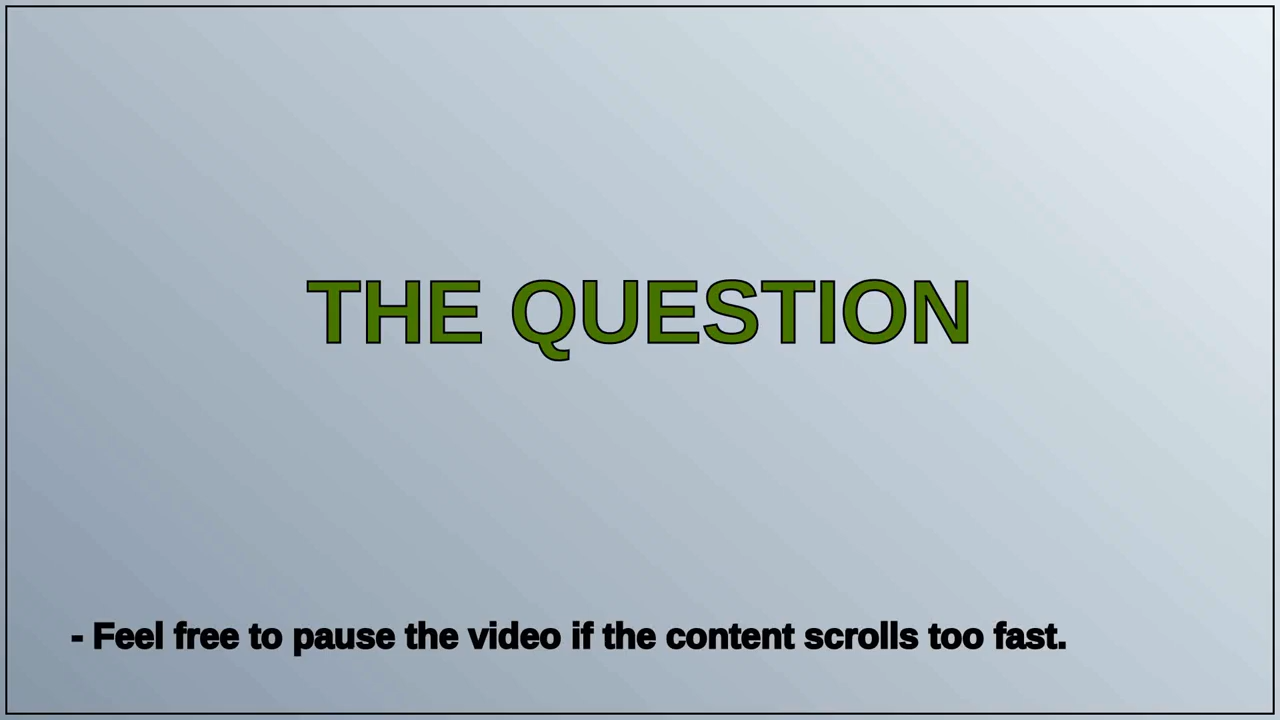 THE QUESTION
- Feel free to pause the video if the content scrolls too fast.